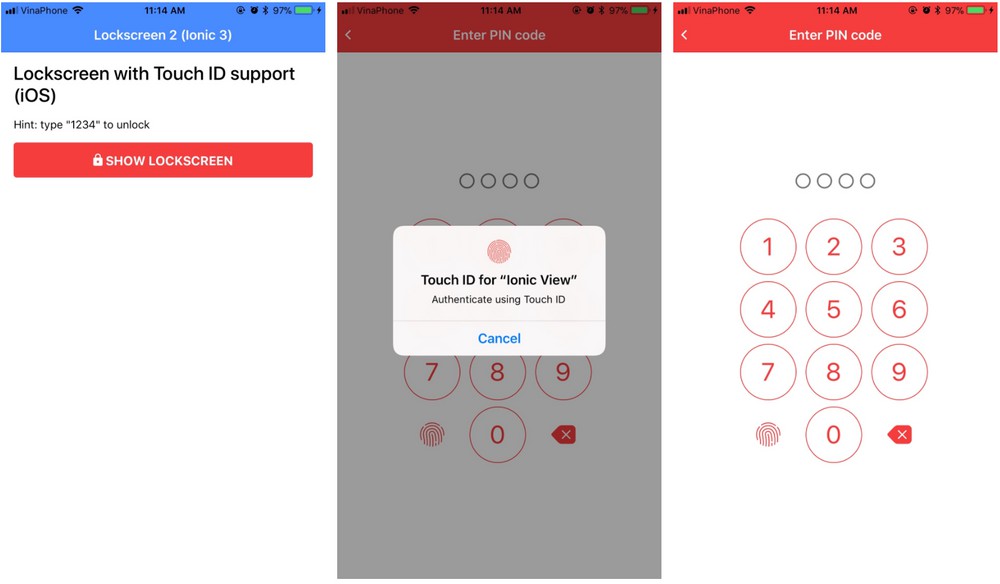 VinaPhone 11:14 AM 97%
Lockscreen 2 (Ionic 3)
Lockscreen with Touch ID support
(iOS)
Hint: type "1234" to unlock
SHOW LOCKSCREEN
VinaPhone 11:14 AM 97%
Enter PIN code
Touch ID for “Ionic View”
Authenticate using Touch ID
Cancel
7 8 9
0
VinaPhone 11:14 AM 97%
Enter PIN code
1 2 3
4 5 6
7 8 9
0